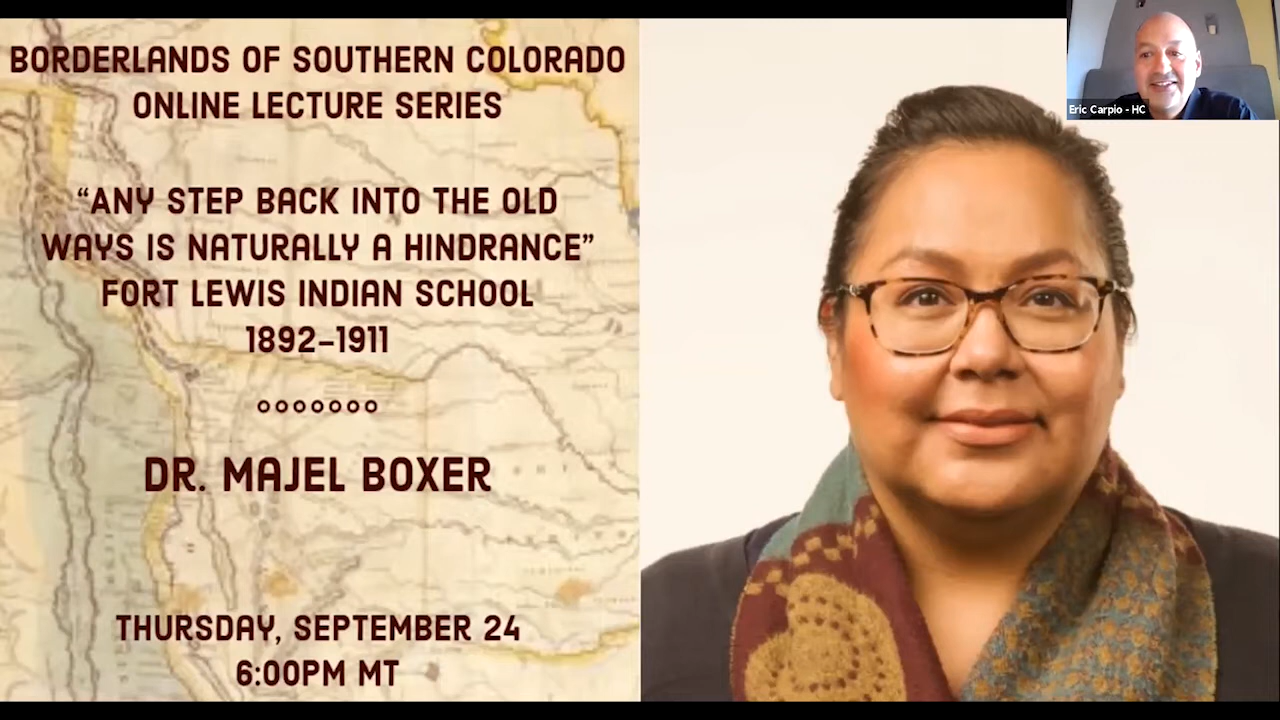 BORDERLANDS OF SOUTHERN COLORADO
ONLINE LECTURE SERIES
“ANY STEP BACK INTO THE OLD
WAYS IS NATURALLY A HINDRANCE”
FORT LEWIS INDIAN SCHOOL
1892–1911
DR. MAJEL BOXER
THURSDAY, SEPTEMBER 24
6:00PM MT
Eric Carpio - HC